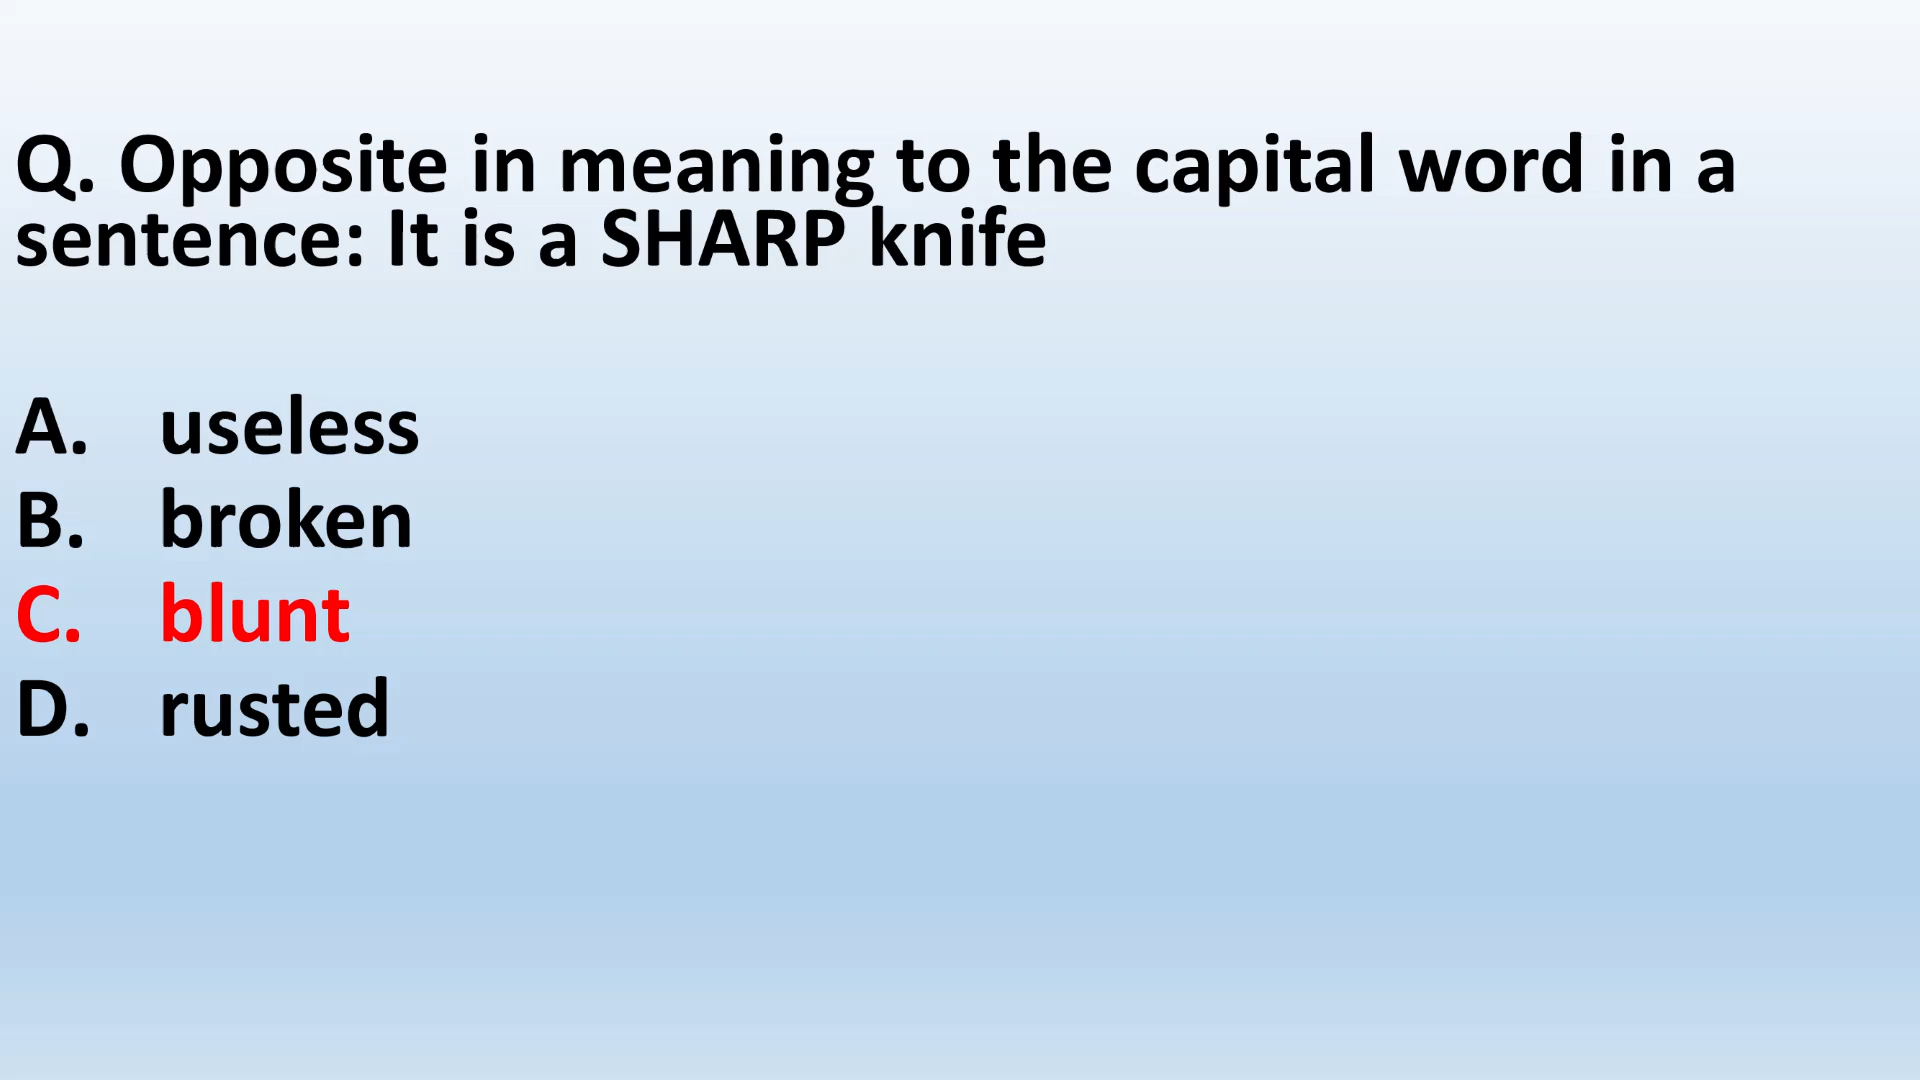 Q. Opposite in meaning to the capital word in a
sentence: It is a SHARP knife
A. useless
B. broken
C. blunt
D. rusted